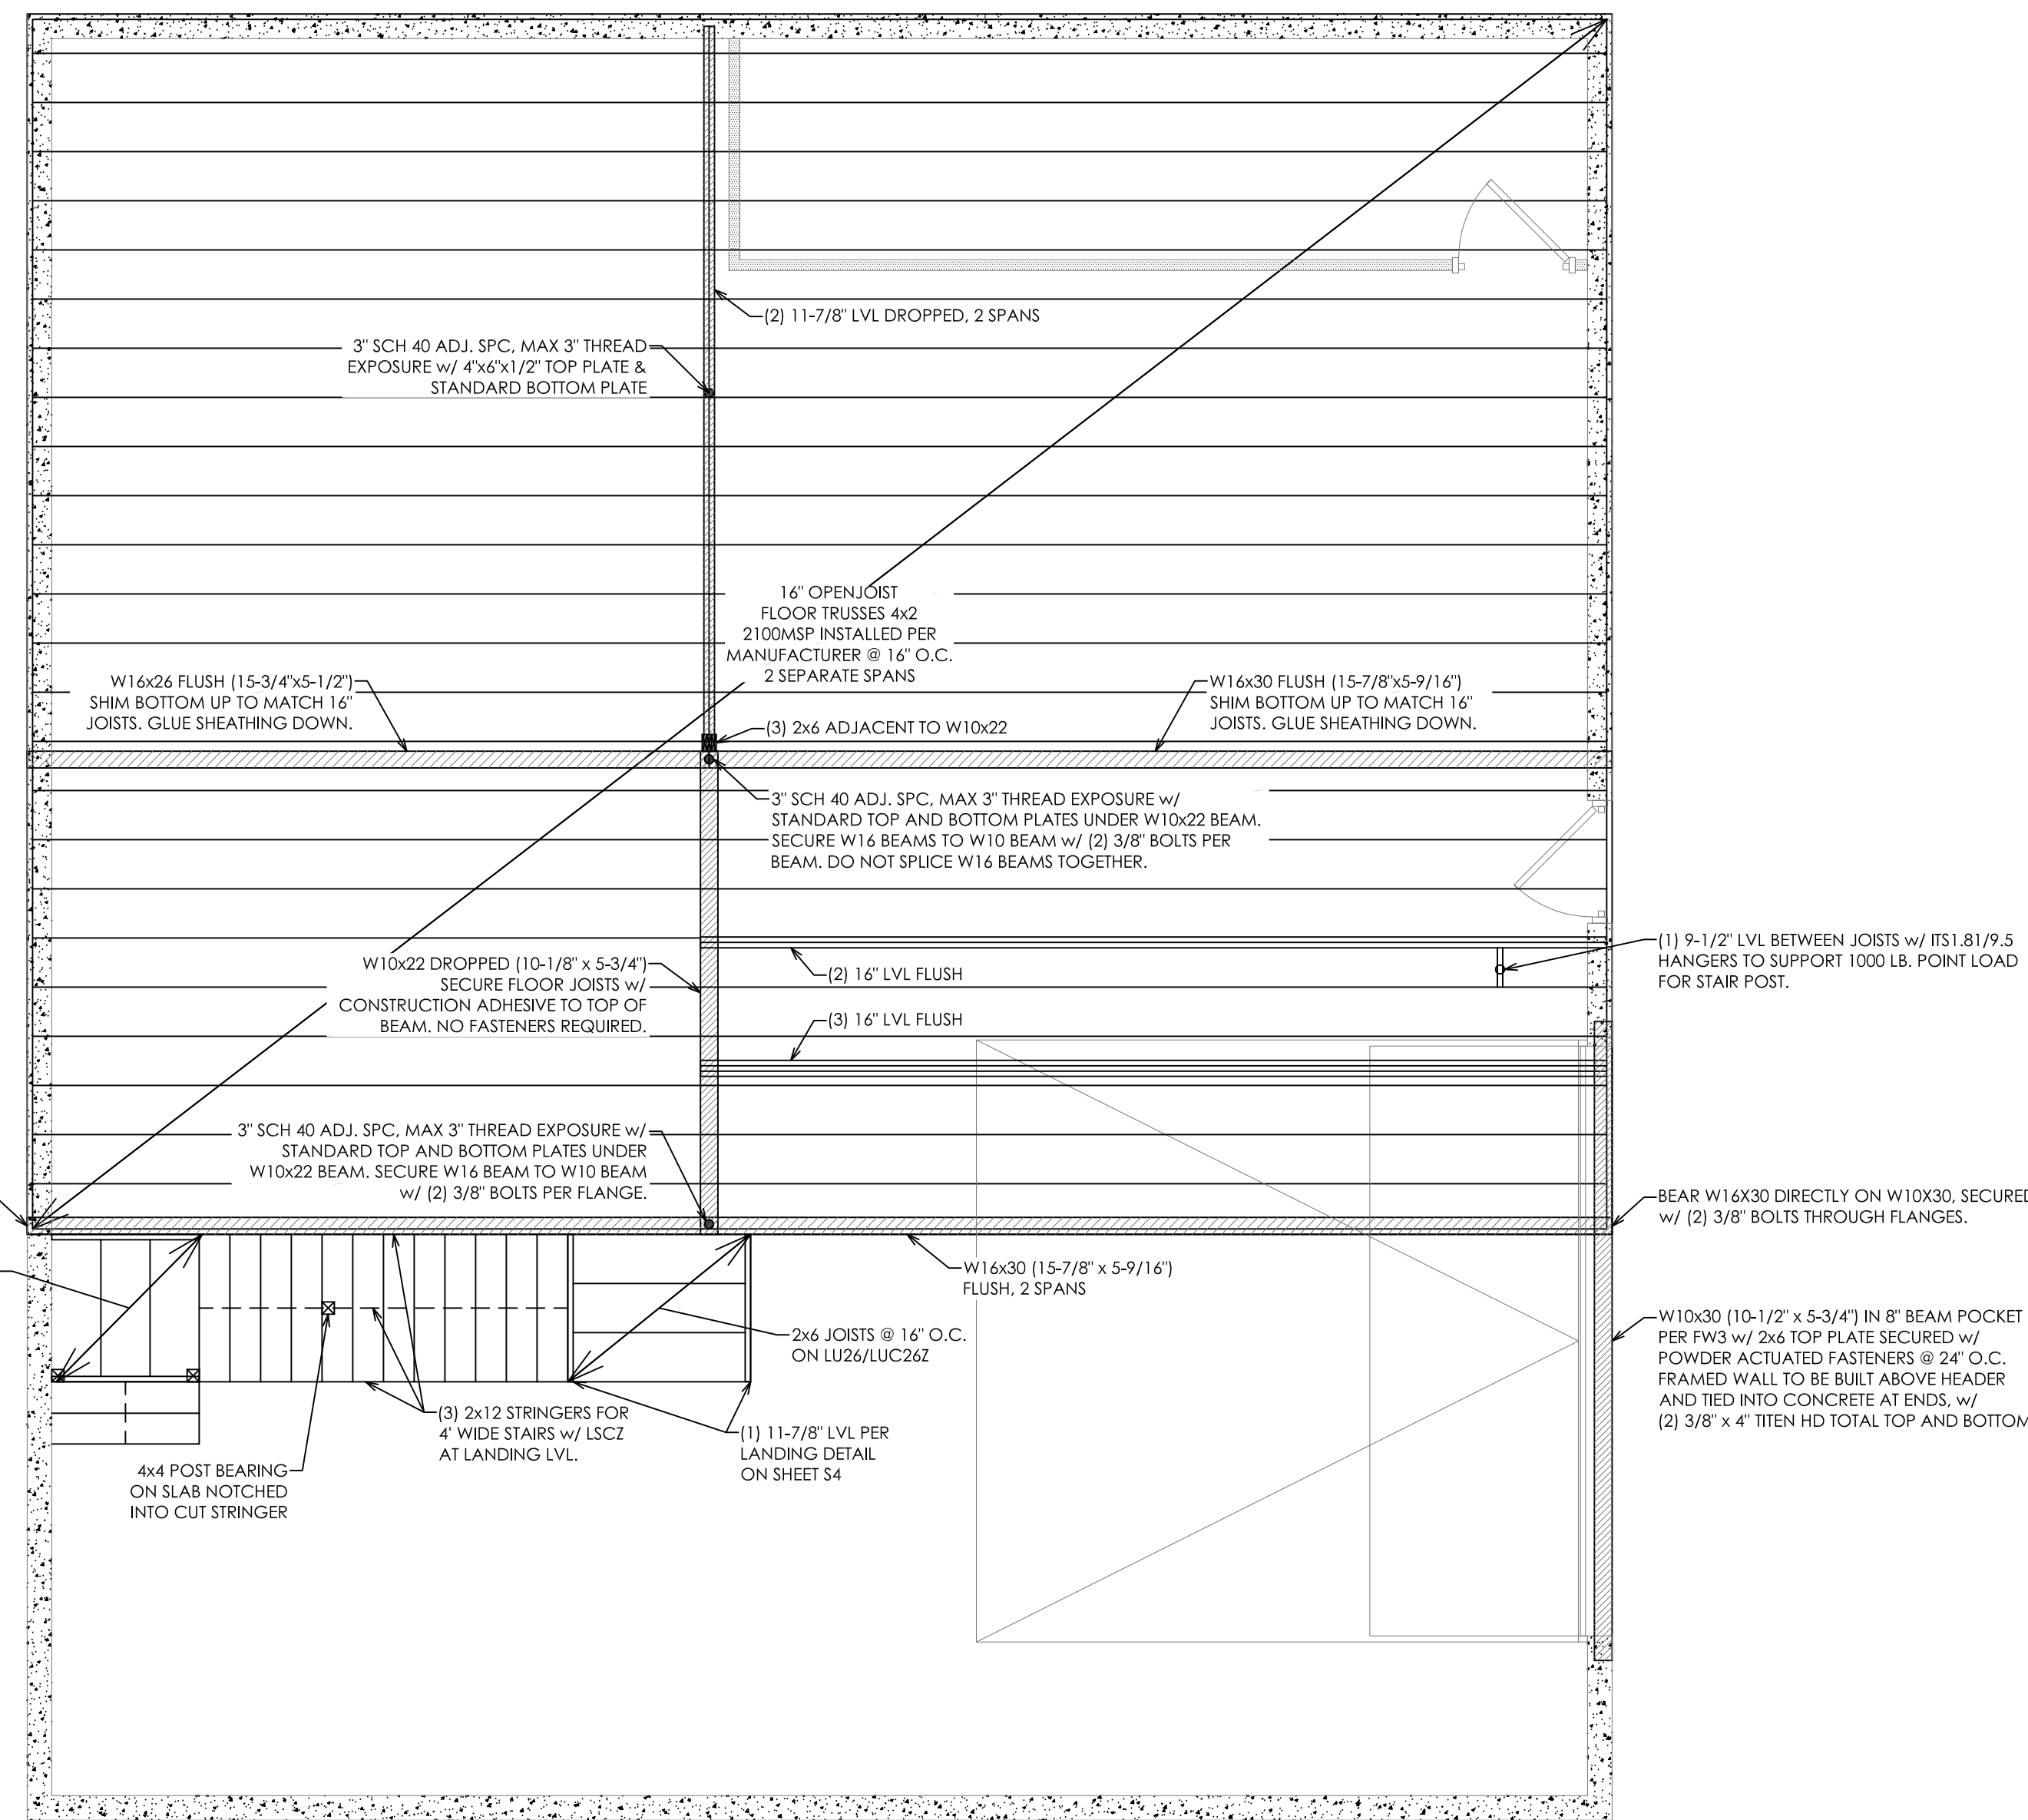 (2) 11-7/8" LVL DROPPED, 2 SPANS
3" SCH 40 ADJ. SPC, MAX 3" THREAD
EXPOSURE w/ 4"x6"x1/2" TOP PLATE &
STANDARD BOTTOM PLATE
16" OPENJOIST
FLOOR TRUSSES 4x2
2100MSP INSTALLED PER
MANUFACTURER @ 16" O.C.
2 SEPARATE SPANS
W16x26 FLUSH (15-3/4"x5-1/2")
SHIM BOTTOM UP TO MATCH 16"
JOISTS. GLUE SHEATHING DOWN.
W16x30 FLUSH (15-7/8"x5-9/16")
SHIM BOTTOM UP TO MATCH 16"
JOISTS. GLUE SHEATHING DOWN.
(3) 2x6 ADJACENT TO W10x22
3" SCH 40 ADJ. SPC, MAX 3" THREAD EXPOSURE w/
STANDARD TOP AND BOTTOM PLATES UNDER W10x22 BEAM.
SECURE W16 BEAMS TO W10 BEAM w/ (2) 3/8" BOLTS PER
BEAM. DO NOT SPLICE W16 BEAMS TOGETHER.
W10x22 DROPPED (10-1/8" x 5-3/4")
SECURE FLOOR JOISTS w/
CONSTRUCTION ADHESIVE TO TOP OF
BEAM. NO FASTENERS REQUIRED.
(2) 16" LVL FLUSH
(1) 9-1/2" LVL BETWEEN JOISTS w/ ITS1.81/9.5
HANGERS TO SUPPORT 1000 LB. POINT LOAD
FOR STAIR POST.
(3) 16" LVL FLUSH
3" SCH 40 ADJ. SPC, MAX 3" THREAD EXPOSURE w/
STANDARD TOP AND BOTTOM PLATES UNDER
W10x22 BEAM. SECURE W16 BEAM TO W10 BEAM
w/ (2) 3/8" BOLTS PER FLANGE.
BEAR W16X30 DIRECTLY ON W10X30, SECURED
w/ (2) 3/8" BOLTS THROUGH FLANGES.
W16x30 (15-7/8" x 5-9/16")
FLUSH, 2 SPANS
W10x30 (10-1/2" x 5-3/4") IN 8" BEAM POCKET
PER FW3 w/ 2x6 TOP PLATE SECURED w/
POWDER ACTUATED FASTENERS @ 24" O.C.
FRAMED WALL TO BE BUILT ABOVE HEADER
AND TIED INTO CONCRETE AT ENDS, w/
(2) 3/8" x 4" TITEN HD TOTAL TOP AND BOTTOM
2x6 JOISTS @ 16" O.C.
ON LU26/LUC26Z
(3) 2x12 STRINGERS FOR
4' WIDE STAIRS w/ LSCZ
AT LANDING LVL.
(1) 11-7/8" LVL PER
LANDING DETAIL
ON SHEET S4
4x4 POST BEARING
ON SLAB NOTCHED
INTO CUT STRINGER